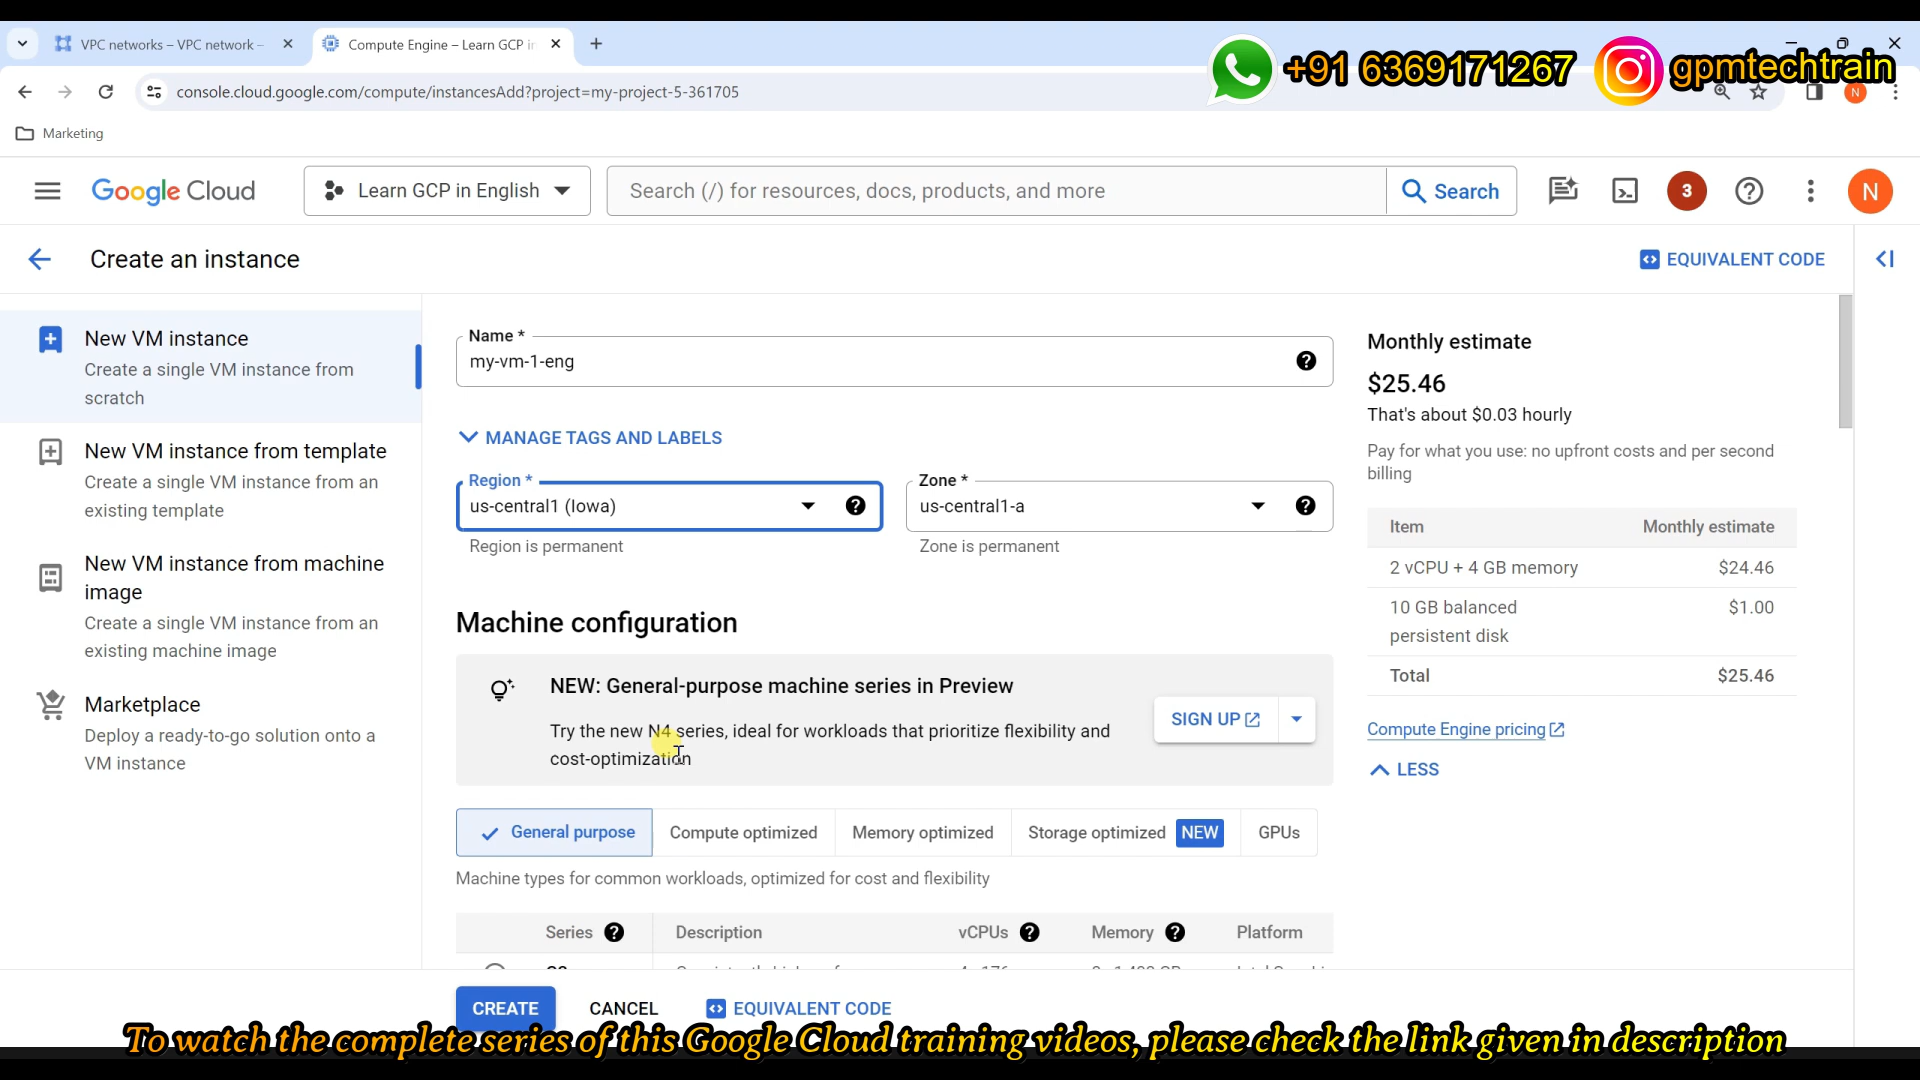 VPC networks – VPC network –
Compute Engine – Learn GCP in
+91 6369171267
gpmtechtrain
console.cloud.google.com/compute/instancesAdd?project=my-project-5-361705
N
Marketing
Google Cloud
Learn GCP in English
Search (/) for resources, docs, products, and more
Search
3
N
Create an instance
EQUIVALENT CODE
New VM instance
Create a single VM instance from
scratch
New VM instance from template
Create a single VM instance from an
existing template
New VM instance from machine
image
Create a single VM instance from an
existing machine image
Marketplace
Deploy a ready-to-go solution onto a
VM instance
Name *
my-vm-1-eng
MANAGE TAGS AND LABELS
Region *
us-central1 (Iowa)
Region is permanent
Zone *
us-central1-a
Zone is permanent
Machine configuration
NEW: General-purpose machine series in Preview
Try the new N4 series, ideal for workloads that prioritize flexibility and
cost-optimization
SIGN UP
General purpose
Compute optimized
Memory optimized
Storage optimized NEW
GPUs
Machine types for common workloads, optimized for cost and flexibility
Series
Description
vCPUs
Memory
Platform
CREATE
CANCEL
EQUIVALENT CODE
Monthly estimate
$25.46
That's about $0.03 hourly
Pay for what you use: no upfront costs and per second
billing
Item Monthly estimate
2 vCPU + 4 GB memory $24.46
10 GB balanced $1.00
persistent disk
Total $25.46
Compute Engine pricing
LESS
To watch the complete series of this Google Cloud training videos, please check the link given in description